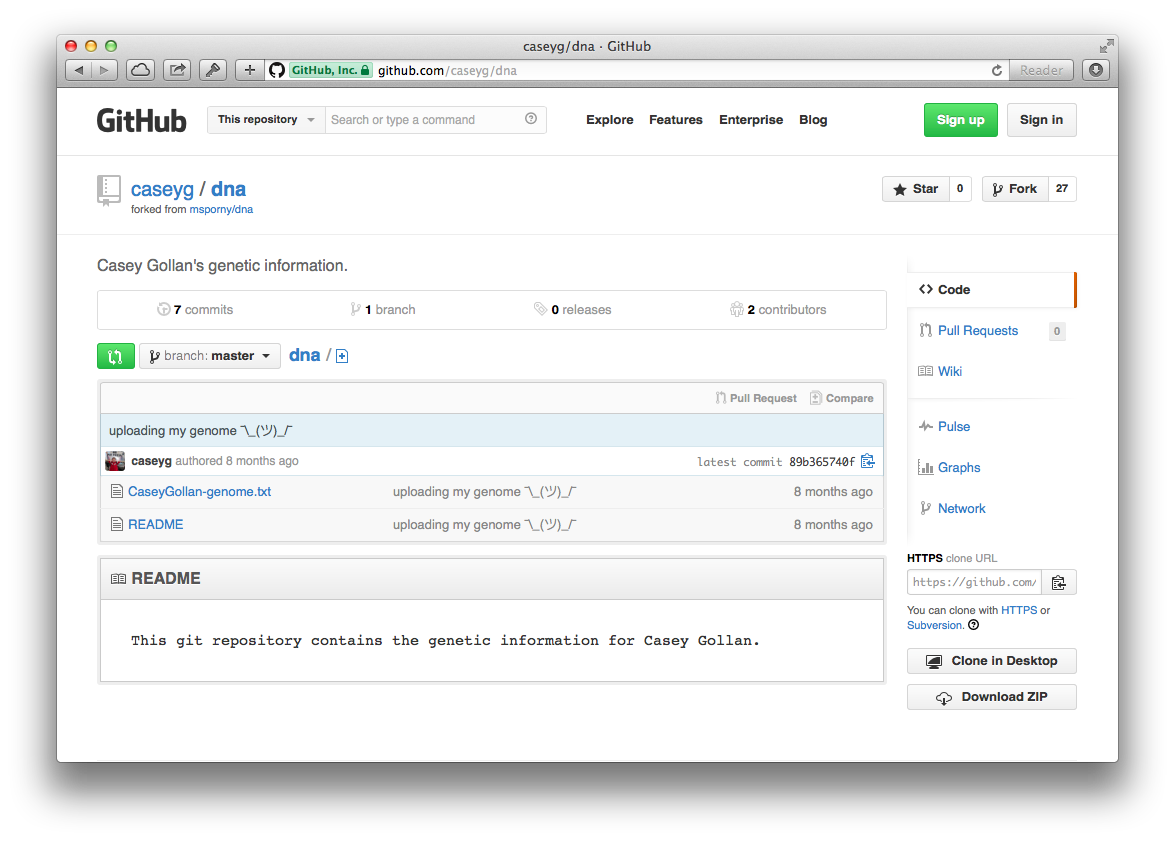 caseyg/dna · GitHub
GitHub, Inc. github.com/caseyg/dna Reader
GitHub This repository Search or type a command Explore Features Enterprise Blog Sign up Sign in
caseyg / dna Star 0 Fork 27
forked from msporny/dna
Casey Gollan's genetic information.
7 commits 1 branch 0 releases 2 contributors
branch: master dna /
Pull Request Compare
uploading my genome ¯\_(ツ)_/¯
caseyg authored 8 months ago latest commit 89b365740f
CaseyGollan-genome.txt uploading my genome ¯\_(ツ)_/¯ 8 months ago
README uploading my genome ¯\_(ツ)_/¯ 8 months ago
README
This git repository contains the genetic information for Casey Gollan.
Code
Pull Requests 0
Wiki
Pulse
Graphs
Network
HTTPS clone URL
https://github.com/
You can clone with HTTPS or
Subversion.
Clone in Desktop
Download ZIP